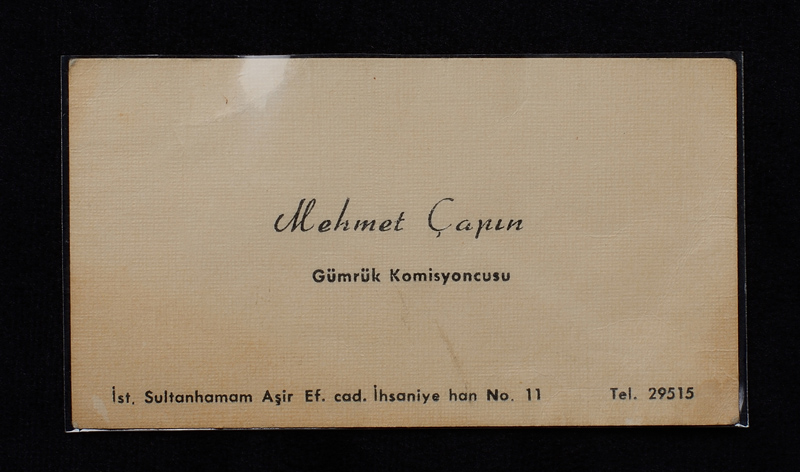 Mehmet Çapın
Gümrük Komisyoncusu
İst. Sultanhamam Aşir Ef. cad. İhsaniye han No. 11 Tel. 29515